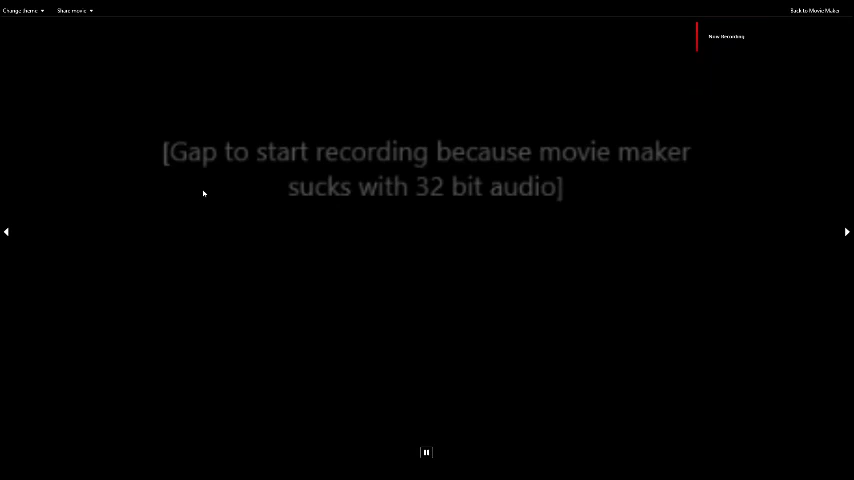 Change theme
Share movie
Back to Movie Maker
Now Recording
[Gap to start recording because movie maker
sucks with 32 bit audio]